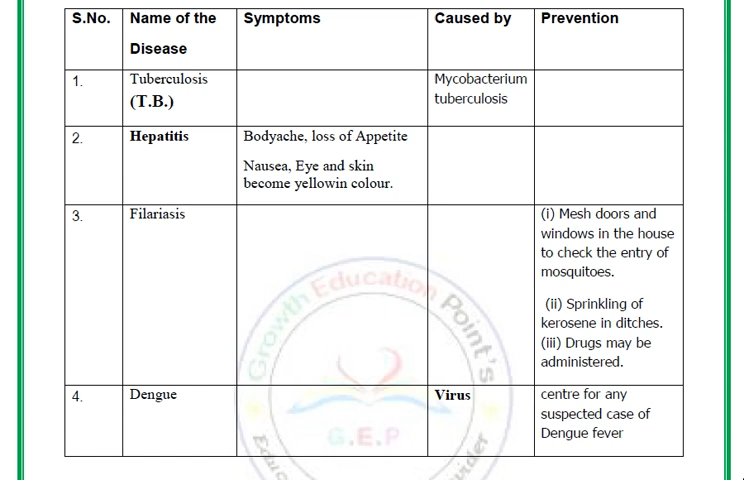 S.No. Name of the Disease Symptoms Caused by Prevention
1. Tuberculosis
(T.B.)
Mycobacterium
tuberculosis
2. Hepatitis
Bodyache, loss of Appetite
Nausea, Eye and skin
become yellowin colour.
3. Filariasis
(i) Mesh doors and
windows in the house
to check the entry of
mosquitoes.
(ii) Sprinkling of
kerosene in ditches.
(iii) Drugs may be
administered.
4. Dengue
Virus
centre for any
suspected case of
Dengue fever
Growth Education Point's
G.E.P